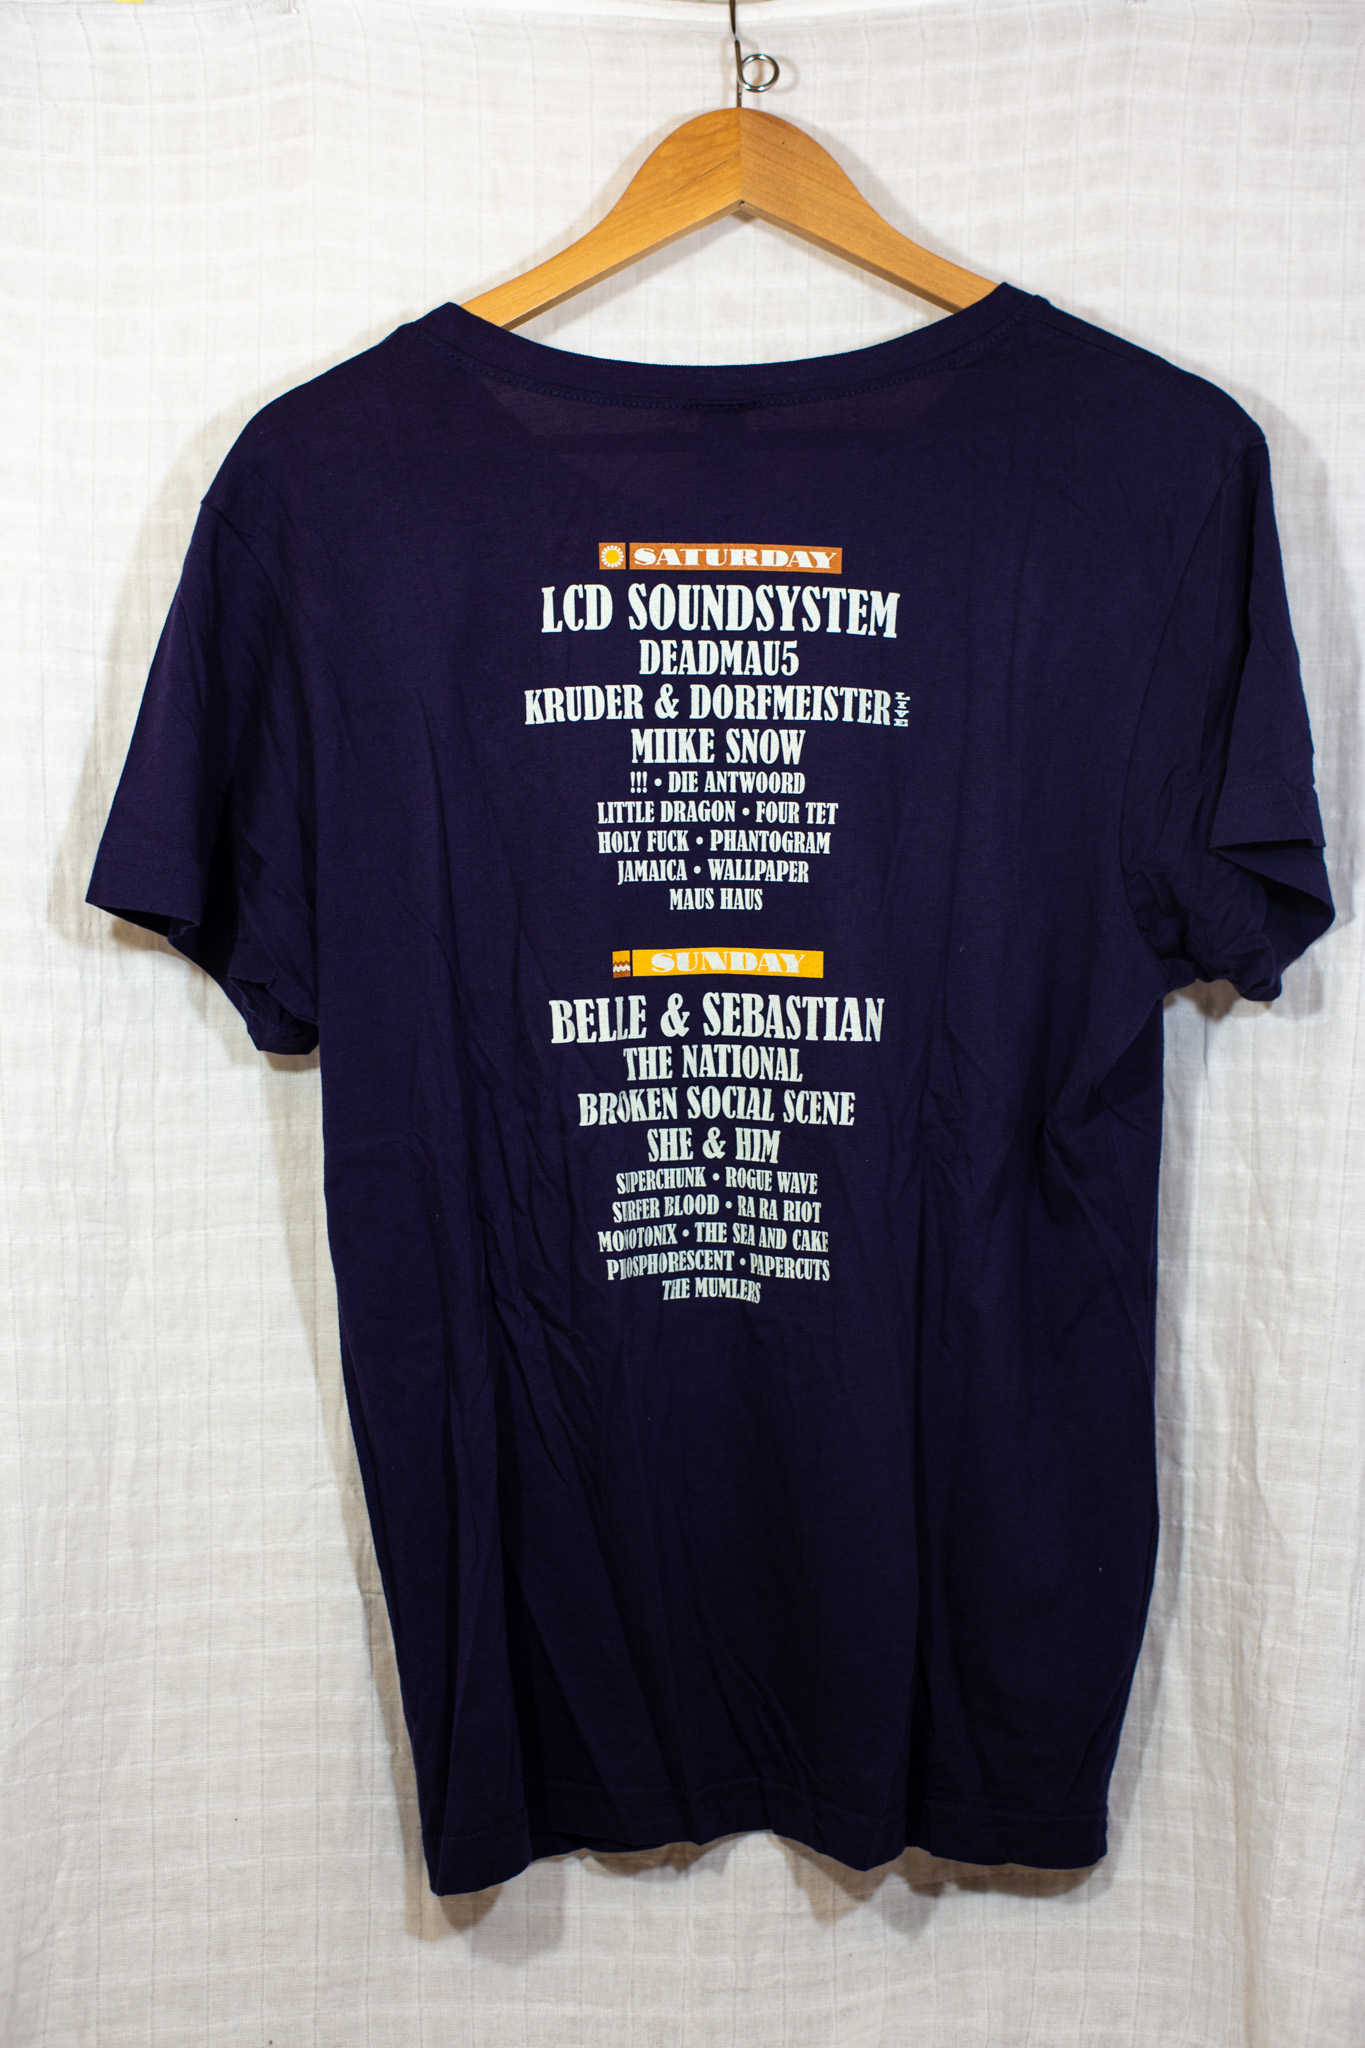 SATURDAY
LCD SOUNDSYSTEM
DEADMAU5
KRUDER & DORFMEISTER LIVE
MIIKE SNOW
!!! • DIE ANTWOORD
LITTLE DRAGON • FOUR TET
HOLY FUCK • PHANTOGRAM
JAMAICA • WALLPAPER
MAUS HAUS
SUNDAY
BELLE & SEBASTIAN
THE NATIONAL
BROKEN SOCIAL SCENE
SHE & HIM
SUPERCHUNK • ROGUE WAVE
SURFER BLOOD • RA RA RIOT
MONOTONIX • THE SEA AND CAKE
PHOSPHORESCENT • PAPERCUTS
THE MUMLERS